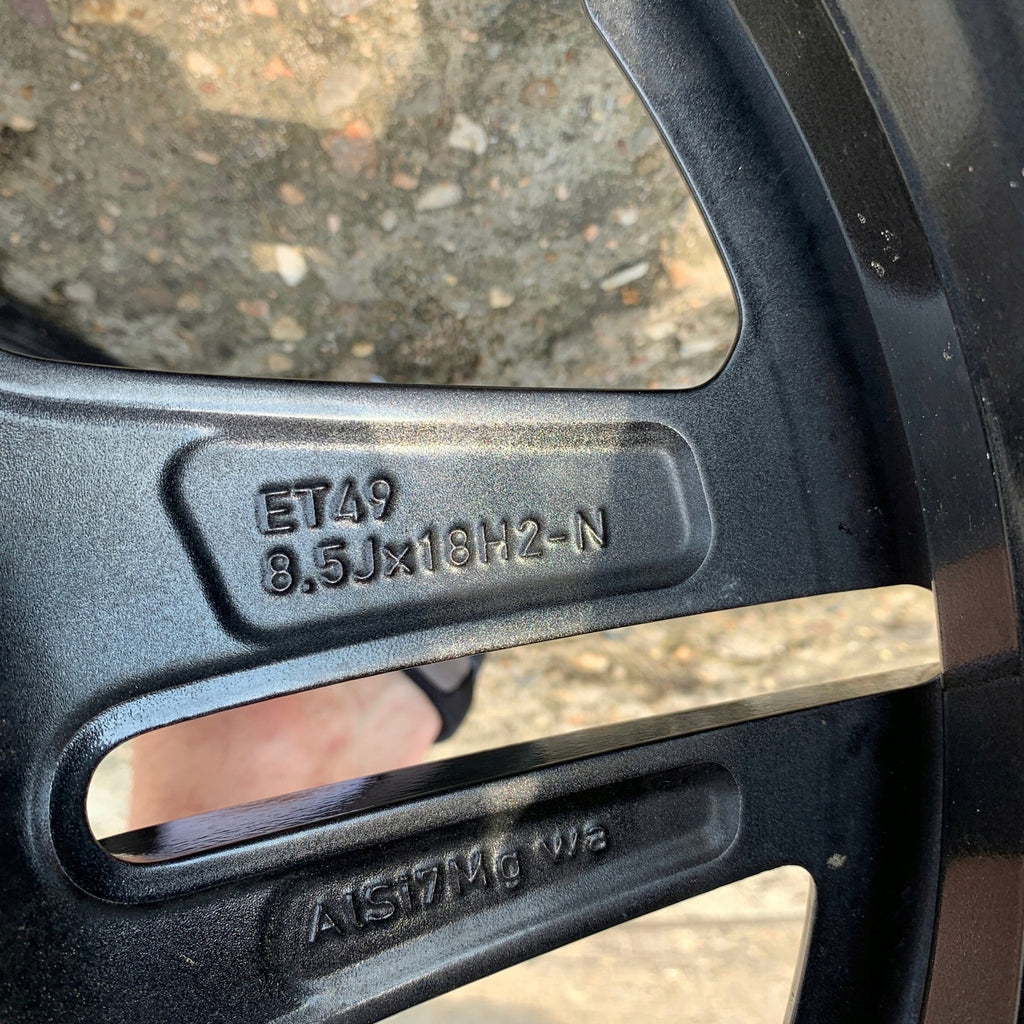 ET49
8.5Jx18H2-N
AlSi7Mg wa